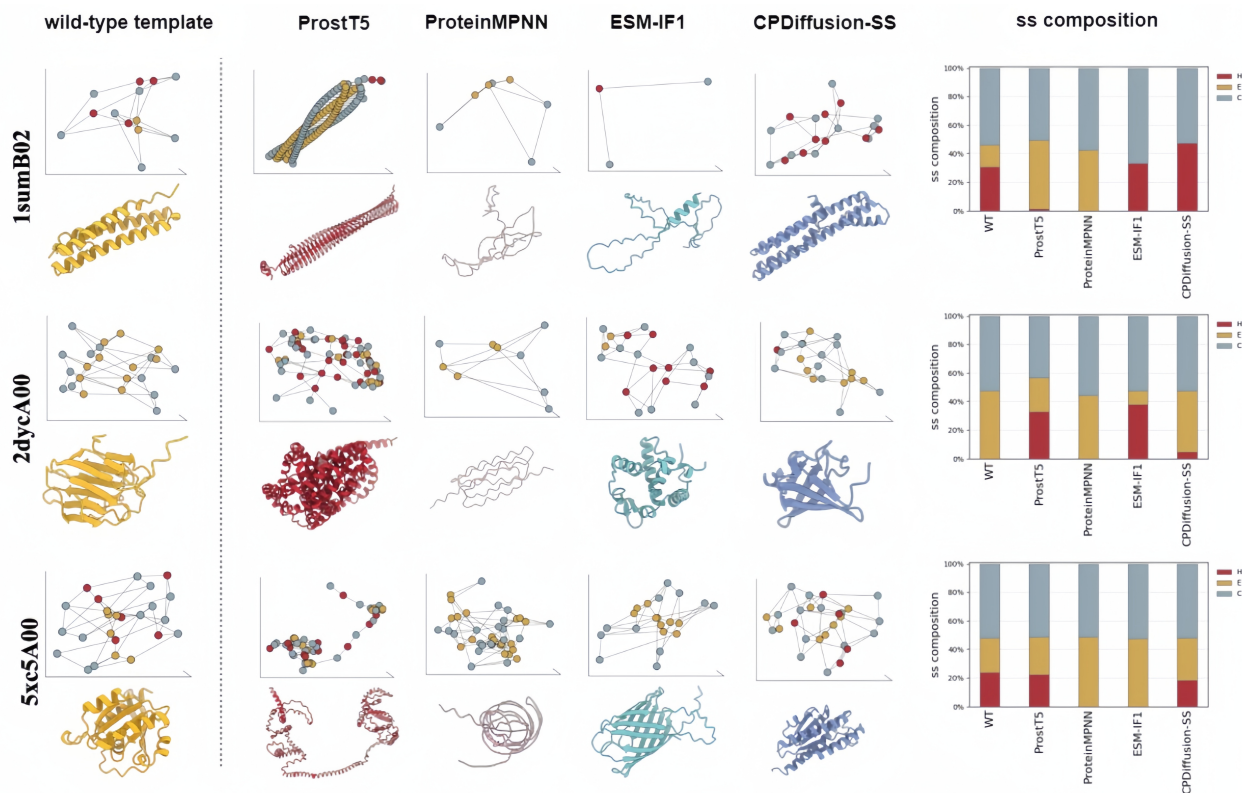 wild-type template
ProstT5
ProteinMPNN
ESM-IF1
CPDiffusion-SS
ss composition
1sumB02
ss composition
100%
80%
60%
40%
20%
0%
H
E
C
WT
ProstT5
ProteinMPNN
ESM-IF1
CPDiffusion-SS
2dycA00
ss composition
100%
80%
60%
40%
20%
0%
H
E
C
WT
ProstT5
ProteinMPNN
ESM-IF1
CPDiffusion-SS
5xc5A00
ss composition
100%
80%
60%
40%
20%
0%
H
E
C
WT
ProstT5
ProteinMPNN
ESM-IF1
CPDiffusion-SS